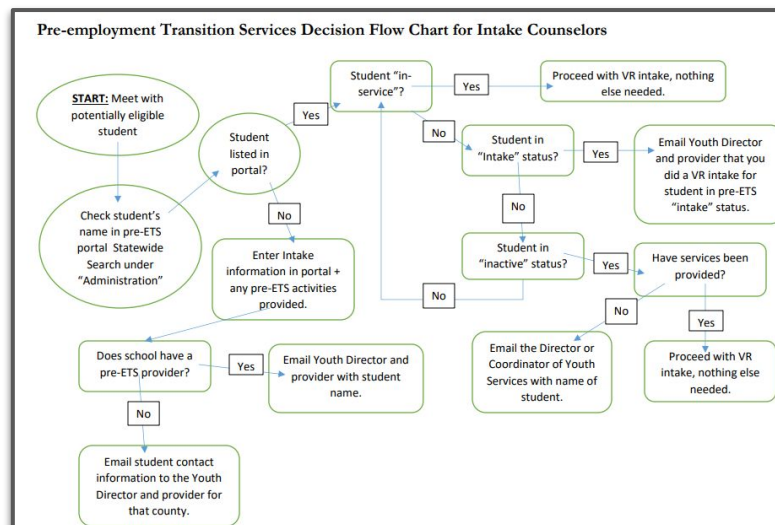 Pre-employment Transition Services Decision Flow Chart for Intake Counselors
START: Meet with
potentially eligible
student
Check student's
name in pre-ETS
portal Statewide
Search under
"Administration"
Student
listed in
portal?
Yes
No
Student "in-
service"?
Yes
Proceed with VR intake, nothing
else needed.
No
Student in
"Intake" status?
Yes
Email Youth Director
and provider that you
did a VR intake for
student in pre-ETS
"intake" status.
No
Student in
"inactive" status?
No
Yes
Have services been
provided?
No
Email the Director or
Coordinator of Youth
Services with name of
student.
Yes
Proceed with VR
intake, nothing else
needed.
Enter Intake
information in portal +
any pre-ETS activities
provided.
Does school have a
pre-ETS provider?
Yes
Email Youth Director and
provider with student
name.
No
Email student contact
information to the Youth
Director and provider for
that county.